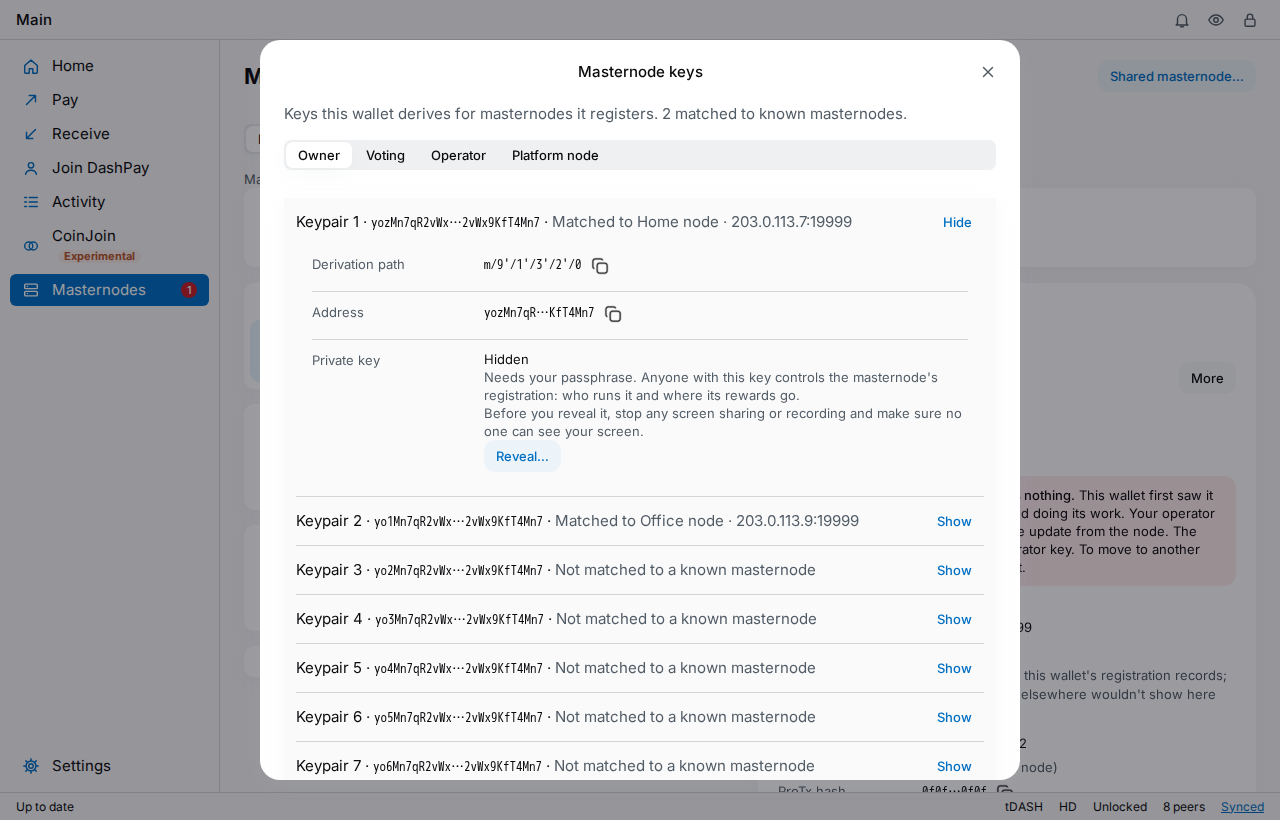 Main
Home
Pay
Receive
Join DashPay
Activity
CoinJoin
Experimental
Masternodes 1
Settings
Shared masternode...
Masternode keys
Keys this wallet derives for masternodes it registers. 2 matched to known masternodes.
Owner Voting Operator Platform node
Keypair 1 · yozMn7qR2vWx⋯2vWx9KfT4Mn7 · Matched to Home node · 203.0.113.7:19999 Hide
Derivation path m/9'/1'/3'/2'/0
Address yozMn7qR⋯KfT4Mn7
Private key Hidden
Needs your passphrase. Anyone with this key controls the masternode's
registration: who runs it and where its rewards go.
Before you reveal it, stop any screen sharing or recording and make sure no
one can see your screen.
Reveal...
Keypair 2 · yo1Mn7qR2vWx⋯2vWx9KfT4Mn7 · Matched to Office node · 203.0.113.9:19999 Show
Keypair 3 · yo2Mn7qR2vWx⋯2vWx9KfT4Mn7 · Not matched to a known masternode Show
Keypair 4 · yo3Mn7qR2vWx⋯2vWx9KfT4Mn7 · Not matched to a known masternode Show
Keypair 5 · yo4Mn7qR2vWx⋯2vWx9KfT4Mn7 · Not matched to a known masternode Show
Keypair 6 · yo5Mn7qR2vWx⋯2vWx9KfT4Mn7 · Not matched to a known masternode Show
Keypair 7 · yo6Mn7qR2vWx⋯2vWx9KfT4Mn7 · Not matched to a known masternode Show
More
nothing. This wallet first saw it
doing its work. Your operator
update from the node. The
key. To move to another
this wallet's registration records;
elsewhere wouldn't show here
node)
ProTx hash 0f0f⋯0f0f
Up to date
tDASH HD Unlocked 8 peers Synced